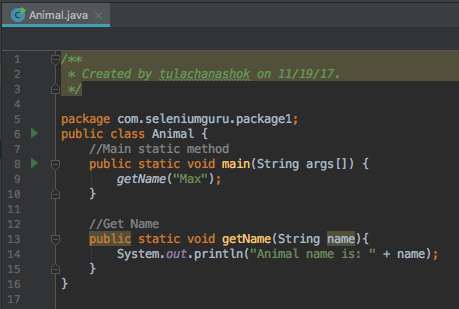 Animal.java
1 /**
2  * Created by tulachanashok on 11/19/17.
3  */
4
5 package com.seleniumguru.package1;
6 public class Animal {
7     //Main static method
8     public static void main(String args[]) {
9         getName("Max");
10     }
11
12     //Get Name
13     public static void getName(String name){
14         System.out.println("Animal name is: " + name);
15     }
16 }
17